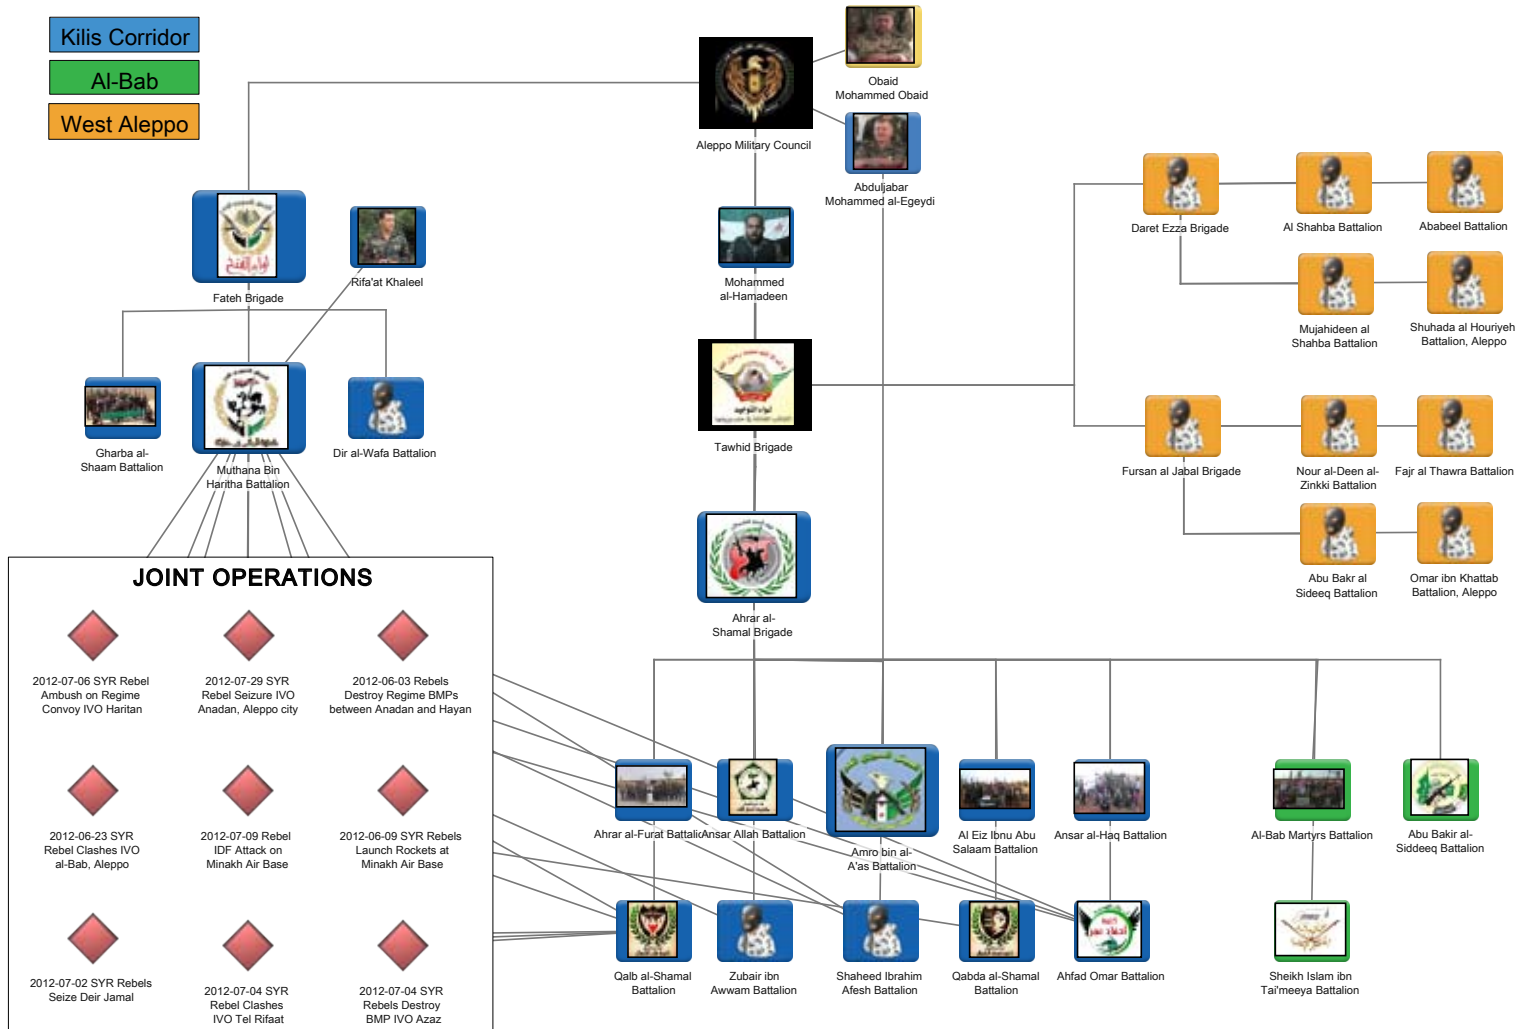 Kilis Corridor
Al-Bab
West Aleppo
Obaid
Mohammed Obaid
Aleppo Military Council
Abduljabar
Mohammed al-Egeydi
Fateh Brigade
Rifa'at Khaleel
Mohammed
al-Hamadeen
Daret Ezza Brigade
Al Shahba Battalion
Ababeel Battalion
Mujahideen al
Shahba Battalion
Shuhada al Houriyeh
Battalion, Aleppo
Gharba al-
Shaam Battalion
Muthana Bin
Haritha Battalion
Dir al-Wafa Battalion
Tawhid Brigade
Fursan al Jabal Brigade
Nour al-Deen al-
Zinkki Battalion
Fajr al Thawra Battalion
Abu Bakr al
Sideeq Battalion
Omar ibn Khattab
Battalion, Aleppo
Ahrar al-
Shamal Brigade
JOINT OPERATIONS
2012-07-06 SYR Rebel
Ambush on Regime
Convoy IVO Haritan
2012-07-29 SYR
Rebel Seizure IVO
Anadan, Aleppo city
2012-06-03 Rebels
Destroy Regime BMPs
between Anadan and Hayan
2012-06-23 SYR
Rebel Clashes IVO
al-Bab, Aleppo
2012-07-09 Rebel
IDF Attack on
Minakh Air Base
2012-06-09 SYR Rebels
Launch Rockets at
Minakh Air Base
2012-07-02 SYR Rebels
Seize Deir Jamal
2012-07-04 SYR
Rebel Clashes
IVO Tel Rifaat
2012-07-04 SYR
Rebels Destroy
BMP IVO Azaz
Ahrar al-Furat Battalion
Ansar Allah Battalion
Amro bin al-
A'as Battalion
Al Eiz Ibnu Abu
Salaam Battalion
Ansar al-Haq Battalion
Al-Bab Martyrs Battalion
Abu Bakir al-
Siddeeq Battalion
Qalb al-Shamal
Battalion
Zubair ibn
Awwam Battalion
Shaheed Ibrahim
Afesh Battalion
Qabda al-Shamal
Battalion
Ahfad Omar Battalion
Sheikh Islam ibn
Tai'meeya Battalion